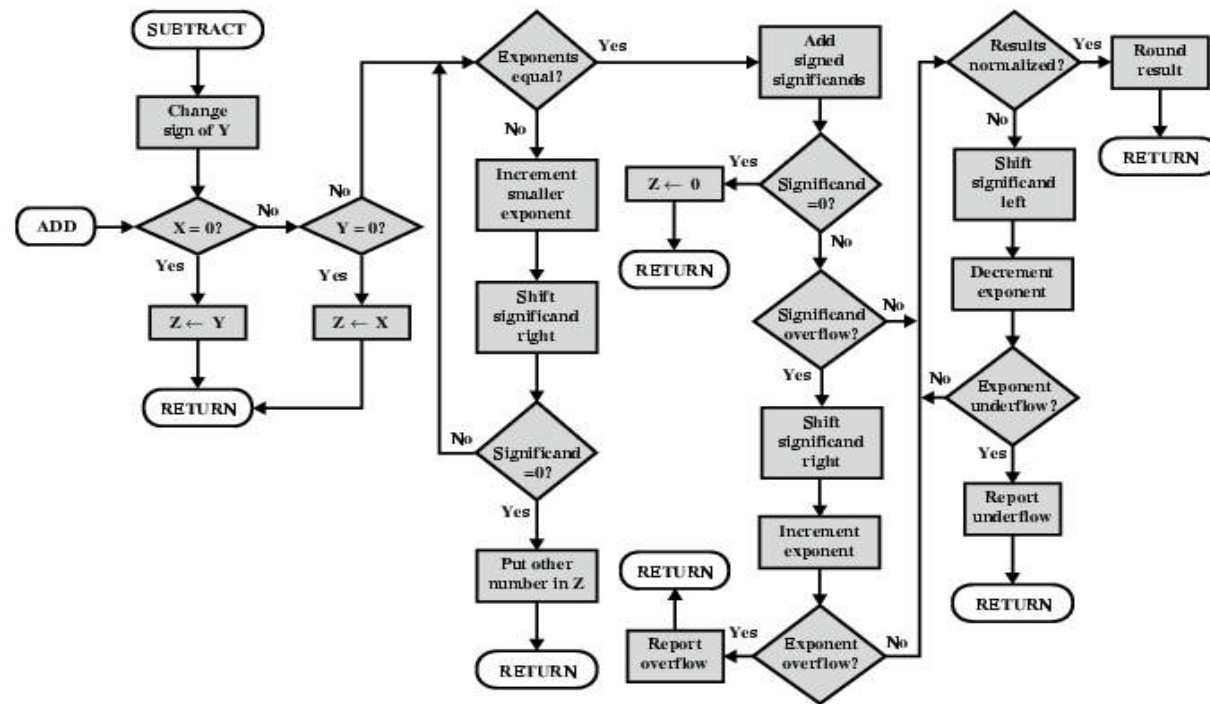 SUBTRACT
Change
sign of Y
ADD
X = 0?
No
Yes
Z ← Y
RETURN
Y = 0?
No
Yes
Z ← X
Exponents
equal?
Yes
No
Increment
smaller
exponent
Shift
significand
right
Significand
=0?
No
Yes
Put other
number in Z
RETURN
Add
signed
significands
Significand
=0?
Yes
Z ← 0
RETURN
No
Significand
overflow?
No
Yes
Shift
significand
right
Increment
exponent
Exponent
overflow?
Yes
Report
overflow
RETURN
No
Results
normalized?
Yes
Round
result
RETURN
No
Shift
significand
left
Decrement
exponent
Exponent
underflow?
No
Yes
Report
underflow
RETURN